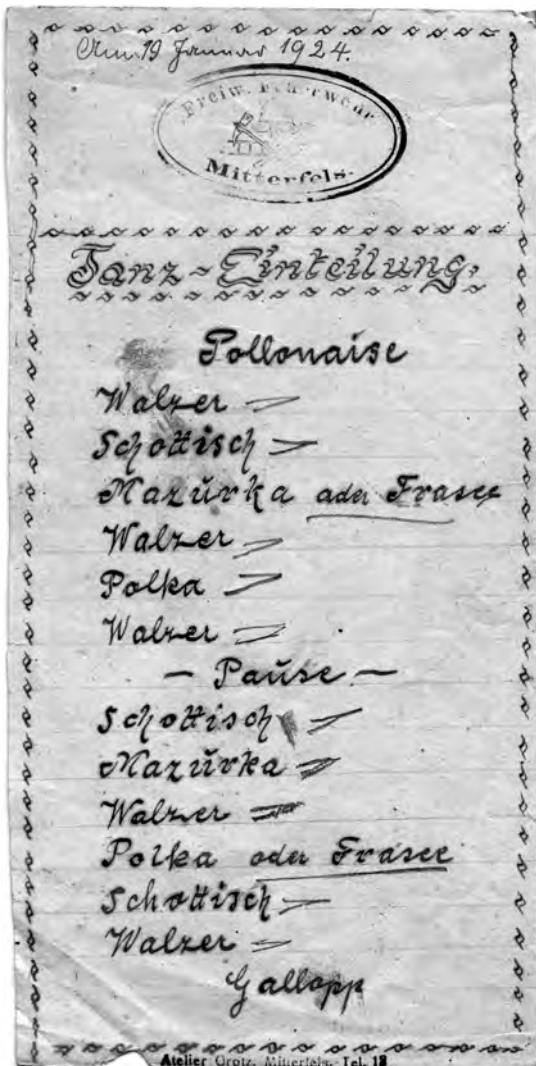 Am 19 Januar 1924.
Freiw. Feuerwehr
Mitterfels.
Tanz-Einteilung.
Pollonaise
Walzer
Schottisch
Mazurka oder Frasee
Walzer
Polka
Walzer
- Pause -
Schottisch
Mazurka
Walzer
Polka oder Frasee
Schottisch
Walzer
Gallopp
Atelier Grotz, Mitterfels. Tel. 18